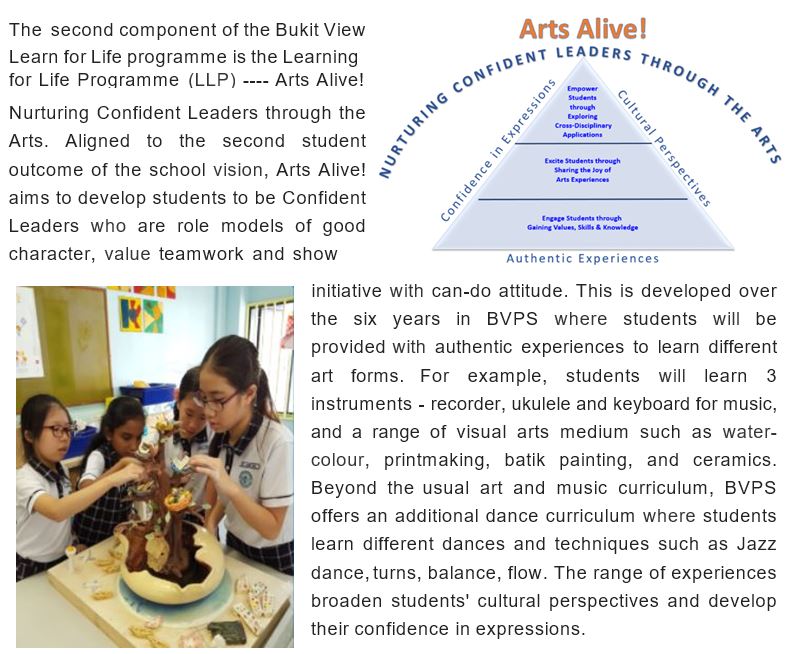 The second component of the Bukit View
Learn for Life programme is the Learning
for Life Programme (LLP) ---- Arts Alive!
Nurturing Confident Leaders through the
Arts. Aligned to the second student
outcome of the school vision, Arts Alive!
aims to develop students to be Confident
Leaders who are role models of good
character, value teamwork and show
Arts Alive!
NURTURING CONFIDENT LEADERS THROUGH THE ARTS
Confidence in Expressions
Cultural Perspectives
Empower
Students
through
Exploring
Cross-Disciplinary
Applications
Excite Students through
Sharing the Joy of
Arts Experiences
Engage Students through
Gaining Values, Skills & Knowledge
Authentic Experiences
initiative with can-do attitude. This is developed over
the six years in BVPS where students will be
provided with authentic experiences to learn different
art forms. For example, students will learn 3
instruments - recorder, ukulele and keyboard for music,
and a range of visual arts medium such as water-
colour, printmaking, batik painting, and ceramics.
Beyond the usual art and music curriculum, BVPS
offers an additional dance curriculum where students
learn different dances and techniques such as Jazz
dance, turns, balance, flow. The range of experiences
broaden students' cultural perspectives and develop
their confidence in expressions.